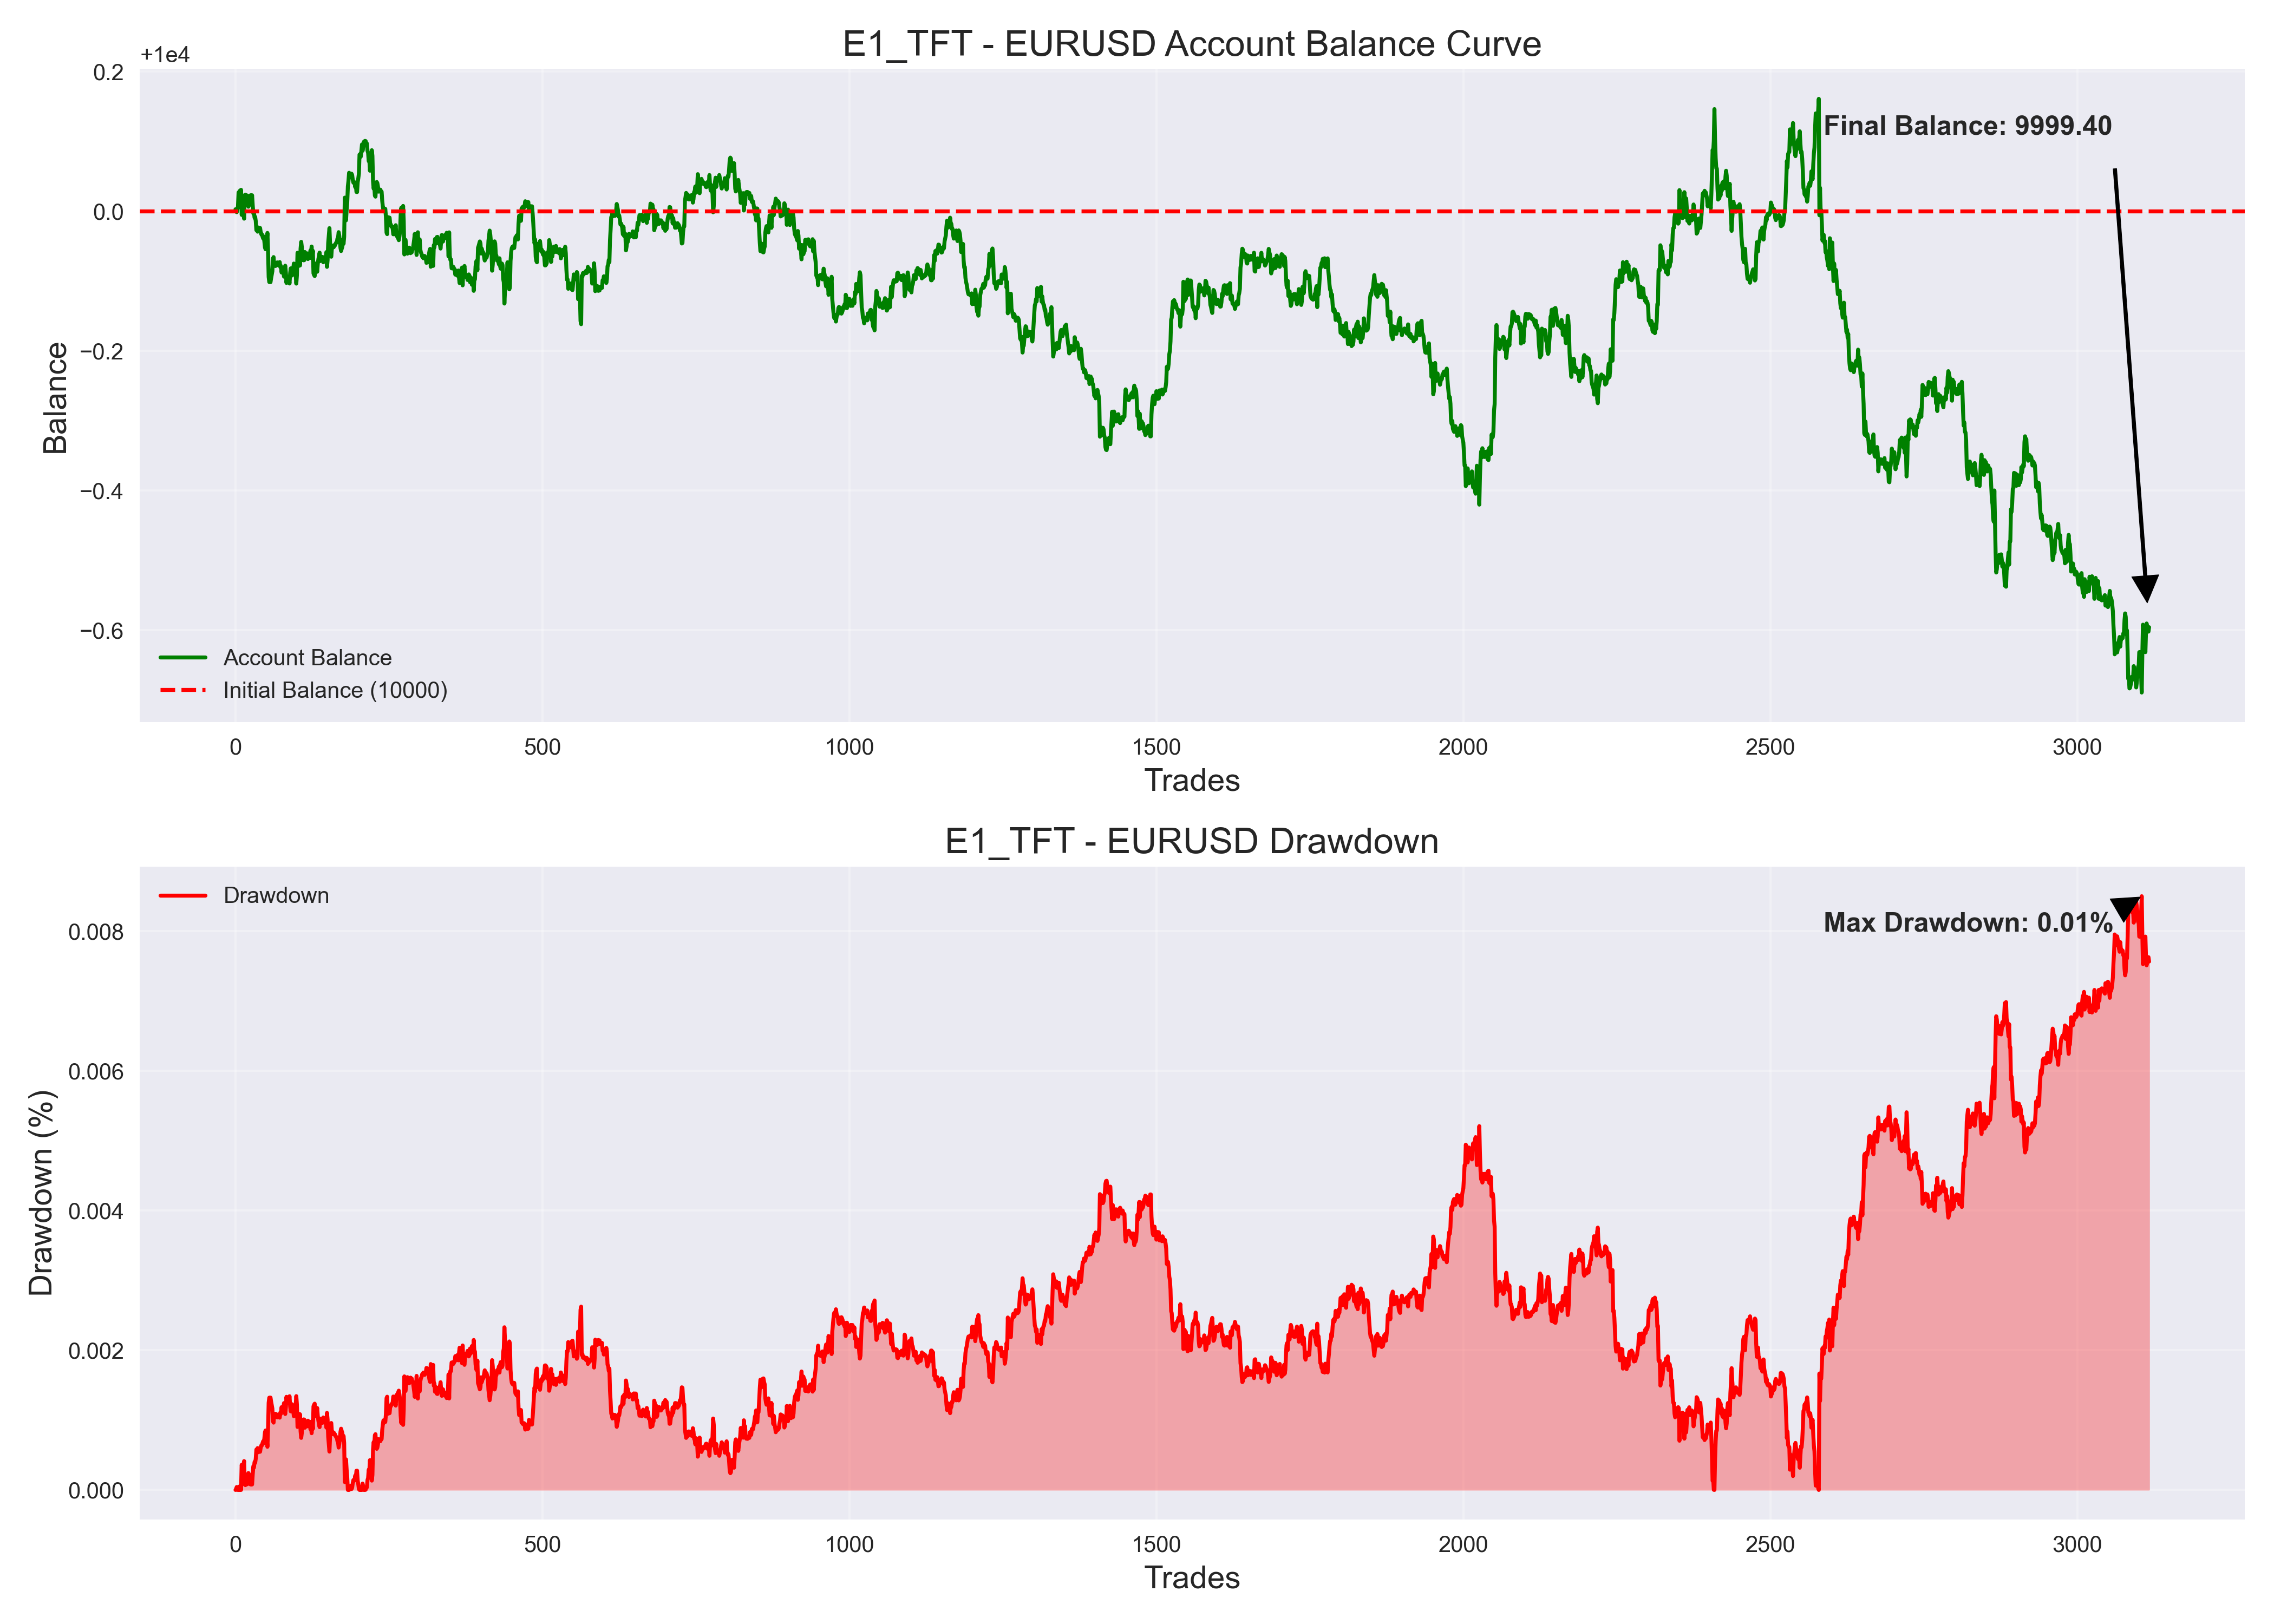 E1_TFT - EURUSD Account Balance Curve
+1e4
0.2
0.0
−0.2
−0.4
−0.6
Balance
Final Balance: 9999.40
Account Balance
Initial Balance (10000)
0 500 1000 1500 2000 2500 3000
Trades
E1_TFT - EURUSD Drawdown
Drawdown
Max Drawdown: 0.01%
0.008
0.006
0.004
0.002
0.000
Drawdown (%)
0 500 1000 1500 2000 2500 3000
Trades